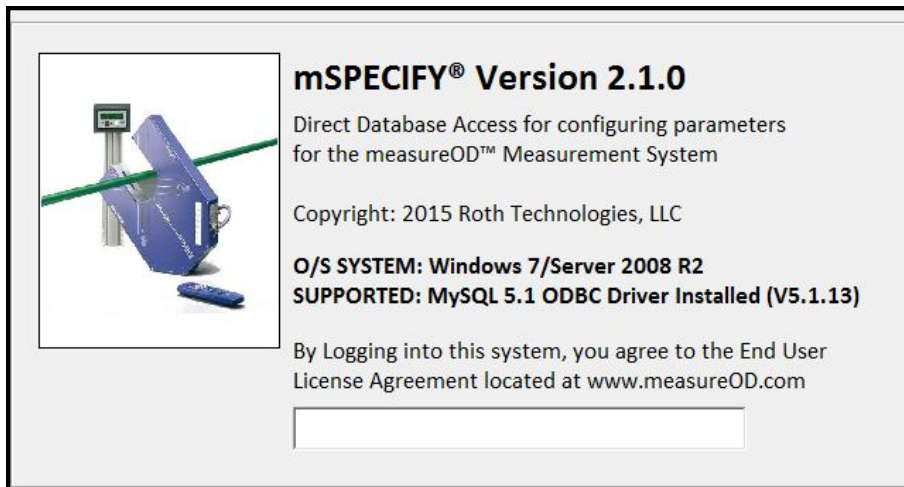 mSPECIFY® Version 2.1.0
Direct Database Access for configuring parameters
for the measureOD™ Measurement System
Copyright: 2015 Roth Technologies, LLC
O/S SYSTEM: Windows 7/Server 2008 R2
SUPPORTED: MySQL 5.1 ODBC Driver Installed (V5.1.13)
By Logging into this system, you agree to the End User
License Agreement located at www.measureOD.com